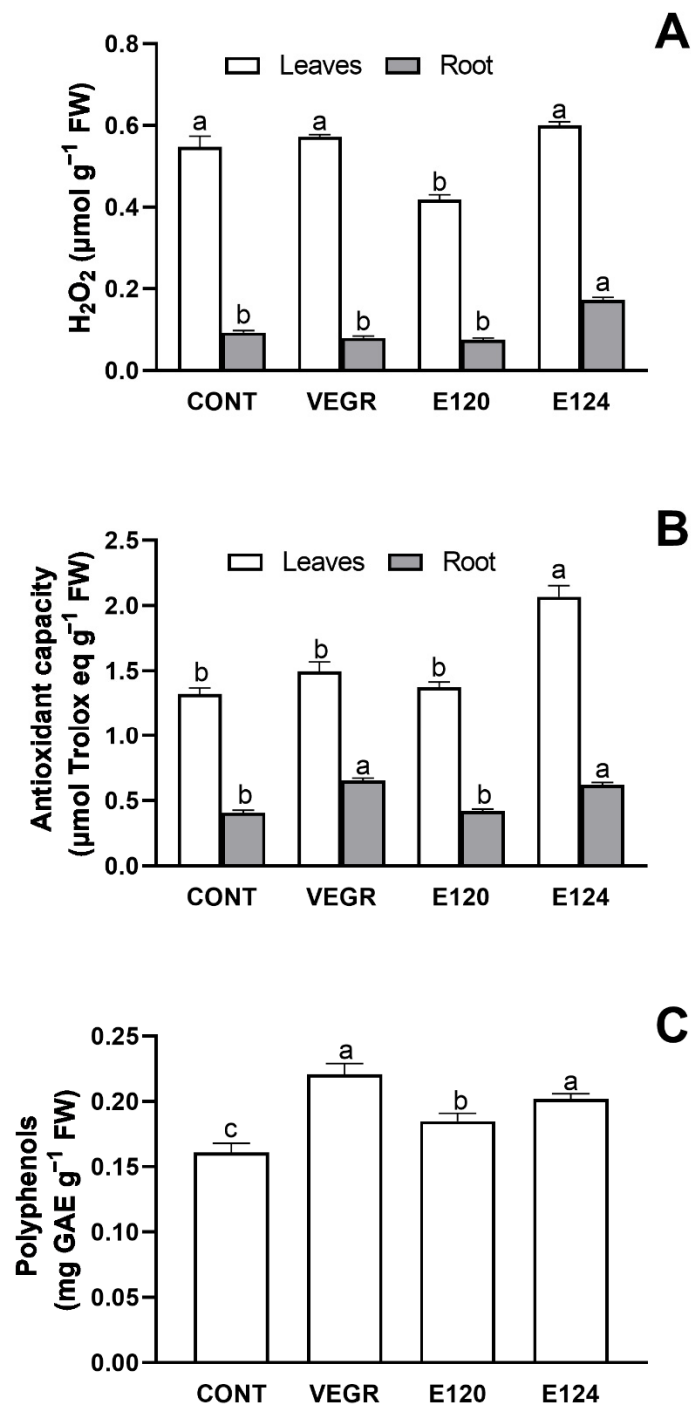 A
H₂O₂ (µmol g⁻¹ FW)
0.8
0.6
0.4
0.2
0.0
Leaves Root
a a b a
b b b a
CONT VEGR E120 E124
B
Antioxidant capacity
(µmol Trolox eq g⁻¹ FW)
2.5
2.0
1.5
1.0
0.5
0.0
Leaves Root
b b b a
b a b a
CONT VEGR E120 E124
C
Polyphenols
(mg GAE g⁻¹ FW)
0.25
0.20
0.15
0.10
0.05
0.00
c a b a
CONT VEGR E120 E124